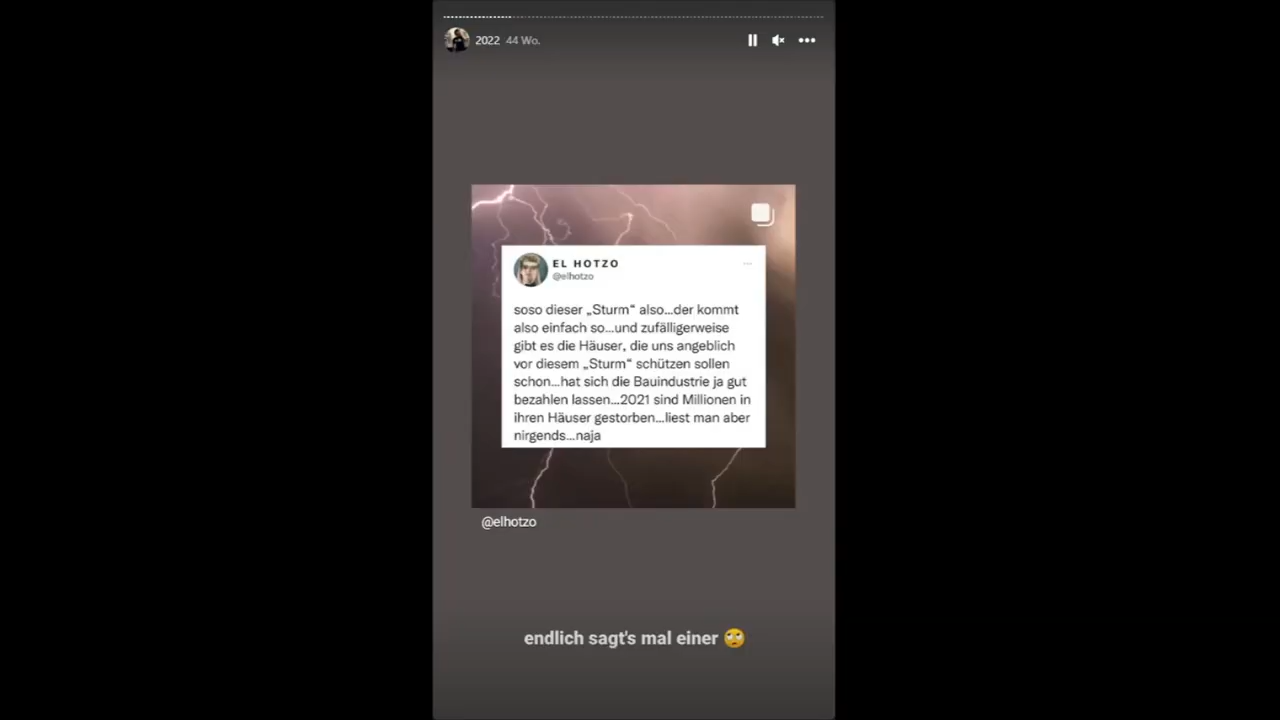 2022 44 Wo.
EL HOTZO
@elhotzo
soso dieser „Sturm“ also...der kommt
also einfach so...und zufälligerweise
gibt es die Häuser, die uns angeblich
vor diesem „Sturm“ schützen sollen
schon...hat sich die Bauindustrie ja gut
bezahlen lassen...2021 sind Millionen in
ihren Häuser gestorben...liest man aber
nirgends...naja
@elhotzo
endlich sagt's mal einer 🙄